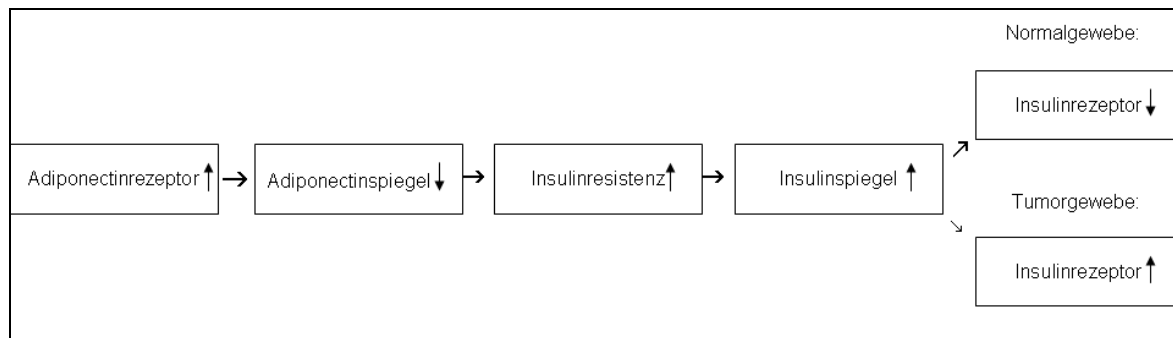 Normalgewebe:
Insulinrezeptor ↓
Adiponectinrezeptor ↑ → Adiponectinspiegel ↓ → Insulinresistenz ↑ → Insulinspiegel ↑ ↗ ↘
Tumorgewebe:
Insulinrezeptor ↑